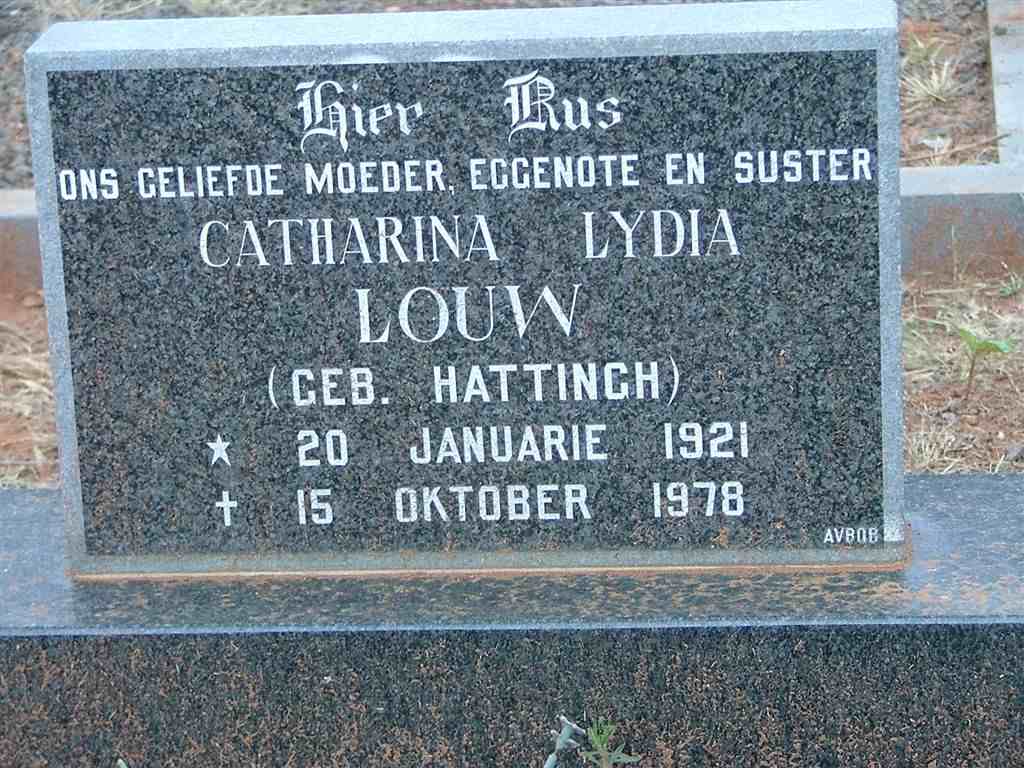 Hier Rus
ONS GELIEFDE MOEDER, EGGENOTE EN SUSTER
CATHARINA LYDIA
LOUW
(GEB. HATTINGH)
★ 20 JANUARIE 1921
✝ 15 OKTOBER 1978
AVBOB